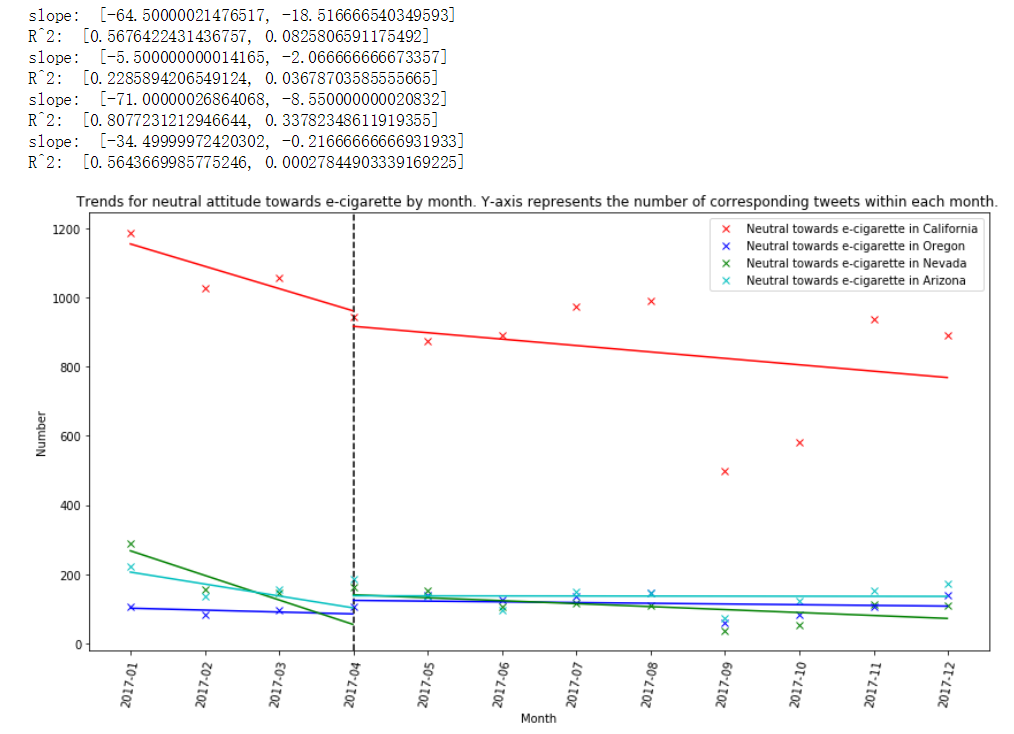 slope:  [-64.50000021476517, -18.516666540349593]
R^2:  [0.5676422431436757, 0.0825806591175492]
slope:  [-5.500000000014165, -2.066666666673357]
R^2:  [0.2285894206549124, 0.03678703585555665]
slope:  [-71.00000026864068, -8.550000000020832]
R^2:  [0.8077231212946644, 0.33782348611919355]
slope:  [-34.49999972420302, -0.21666666666931933]
R^2:  [0.5643669985775246, 0.00027844903339169225]
Trends for neutral attitude towards e-cigarette by month. Y-axis represents the number of corresponding tweets within each month.
Neutral towards e-cigarette in California
Neutral towards e-cigarette in Oregon
Neutral towards e-cigarette in Nevada
Neutral towards e-cigarette in Arizona
1200
1000
800
600
400
200
0
Number
2017-01
2017-02
2017-03
2017-04
2017-05
2017-06
2017-07
2017-08
2017-09
2017-10
2017-11
2017-12
Month